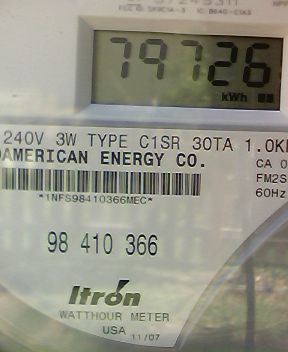 79726
kWh
240V 3W TYPE C1SR 30TA 1.0K
AMERICAN ENERGY CO.
CA 0
*1NFS98410366MEC*
FM2S
60Hz
98 410 366
Itron
WATTHOUR METER
USA 11/07